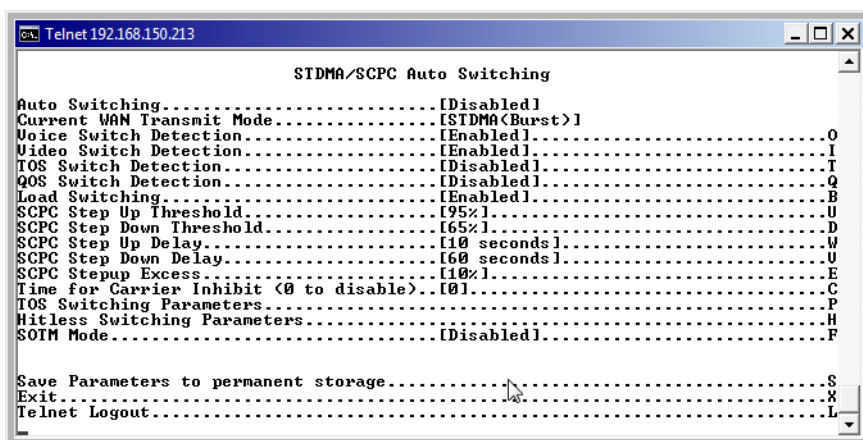 Telnet 192.168.150.213
STDMA/SCPC Auto Switching
Auto Switching...........................[Disabled]
Current WAN Transmit Mode................[STDMA(Burst)]
Voice Switch Detection...................[Enabled].............................O
Video Switch Detection...................[Enabled].............................I
TOS Switch Detection.....................[Disabled]............................T
QOS Switch Detection.....................[Disabled]............................Q
Load Switching...........................[Enabled].............................B
SCPC Step Up Threshold...................[95%].................................U
SCPC Step Down Threshold.................[65%].................................D
SCPC Step Up Delay.......................[10 seconds]..........................W
SCPC Step Down Delay.....................[60 seconds]..........................V
SCPC Stepup Excess.......................[10%].................................E
Time for Carrier Inhibit (0 to disable)..[0]...................................C
TOS Switching Parameters.......................................................P
Hitless Switching Parameters...................................................H
SOTM Mode................................[Disabled]............................F
Save Parameters to permanent storage...........................................S
Exit...........................................................................X
Telnet Logout..................................................................L